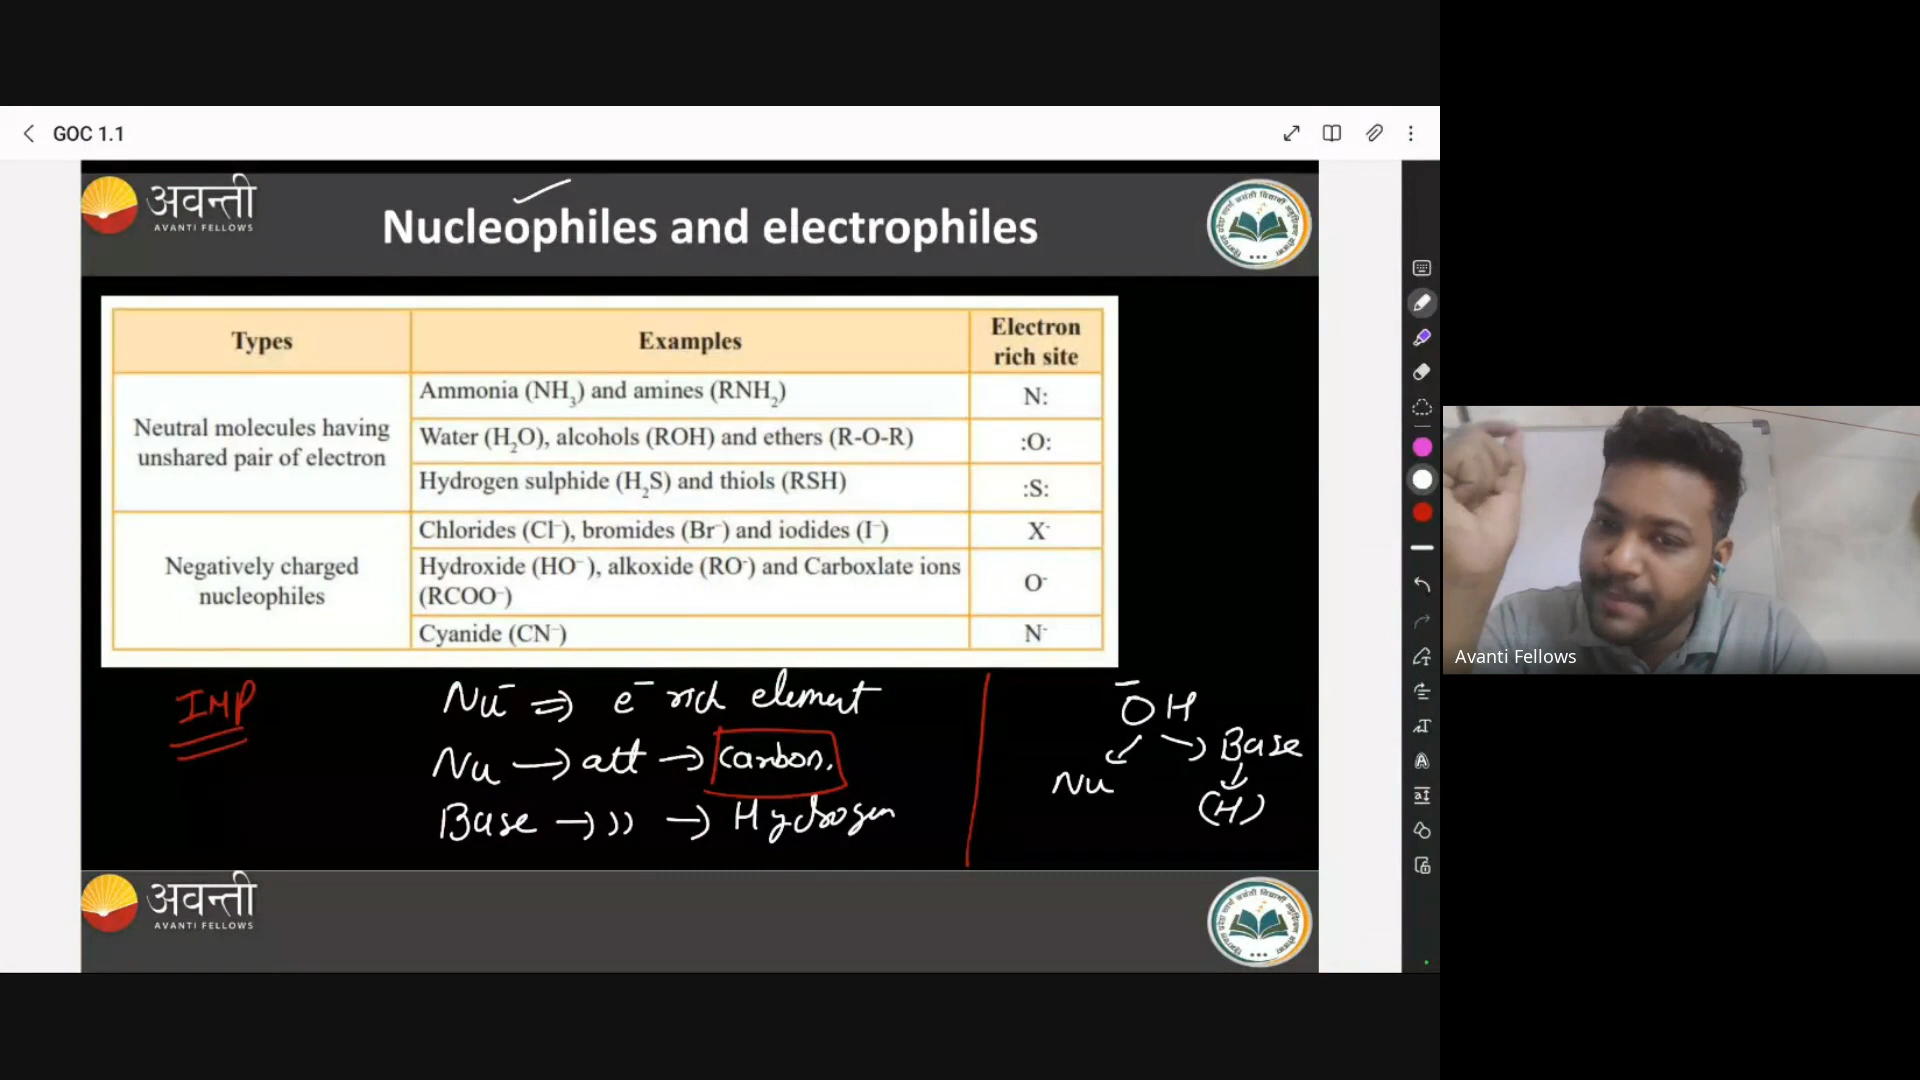 GOC 1.1
अवन्ती
AVANTI FELLOWS
Nucleophiles and electrophiles
Types Examples Electron rich site
Neutral molecules having unshared pair of electron
Ammonia (NH₃) and amines (RNH₂) N:
Water (H₂O), alcohols (ROH) and ethers (R-O-R) :O:
Hydrogen sulphide (H₂S) and thiols (RSH) :S:
Negatively charged nucleophiles
Chlorides (Cl⁻), bromides (Br⁻) and iodides (I⁻) X⁻
Hydroxide (HO⁻), alkoxide (RO⁻) and Carboxlate ions (RCOO⁻) O⁻
Cyanide (CN⁻) N⁻
IMP
Nu⁻ ⇒ e⁻ rich element
Nu → att → Carbon.
Base → )) → Hydrogen
⁻OH
Nu
Base
(H)
अवन्ती
AVANTI FELLOWS
Avanti Fellows